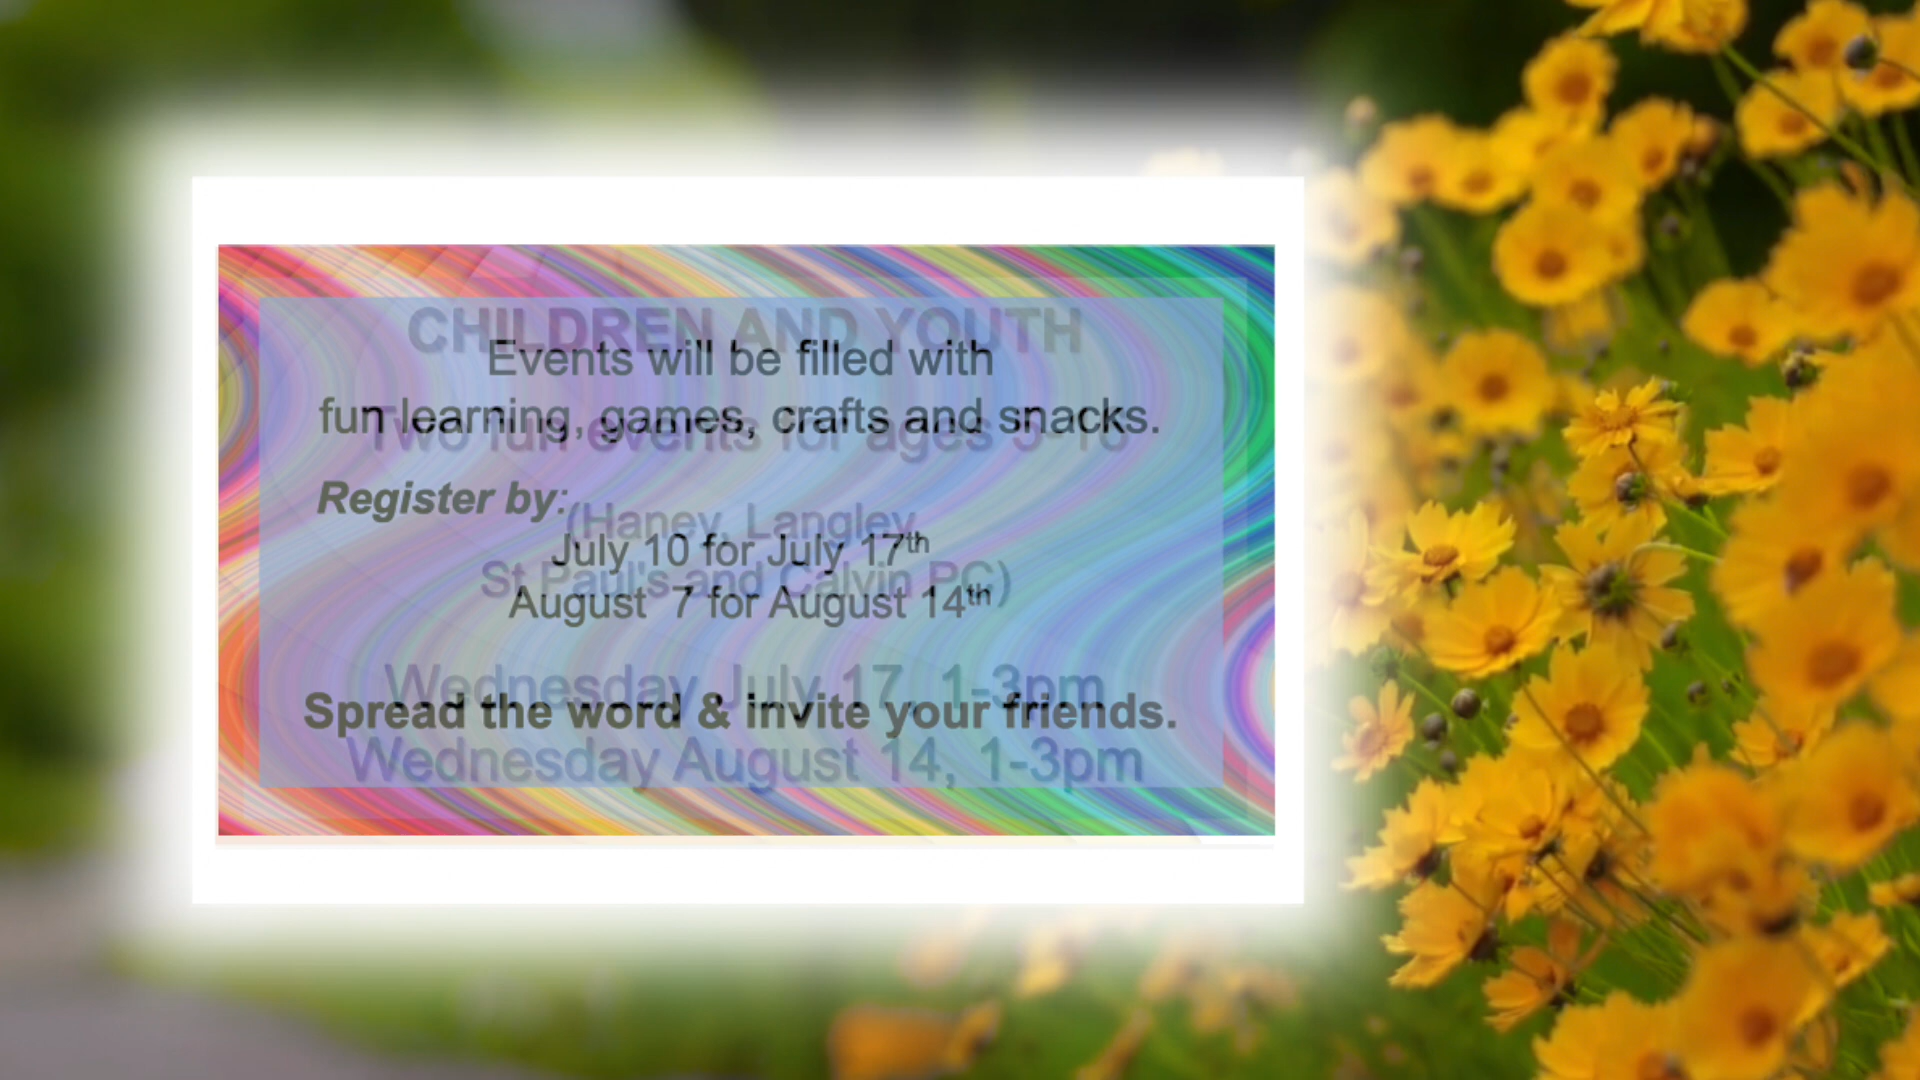 CHILDREN AND YOUTH
Events will be filled with
fun learning, games, crafts and snacks.
Two fun events for ages
Register by:
(Haney, Langley,
July 10 for July 17th
St Paul's and Calvin PC)
August 7 for August 14th
Wednesday July 17, 1-3pm
Spread the word & invite your friends.
Wednesday August 14, 1-3pm